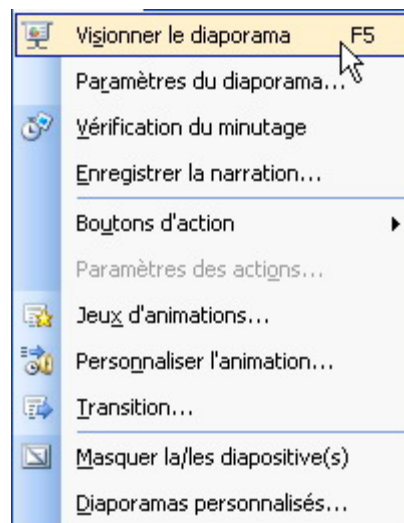 Visionner le diaporama F5
Paramètres du diaporama...
Vérification du minutage
Enregistrer la narration...
Boutons d'action
Paramètres des actions...
Jeux d'animations...
Personnaliser l'animation...
Transition...
Masquer la/les diapositive(s)
Diaporamas personnalisés...